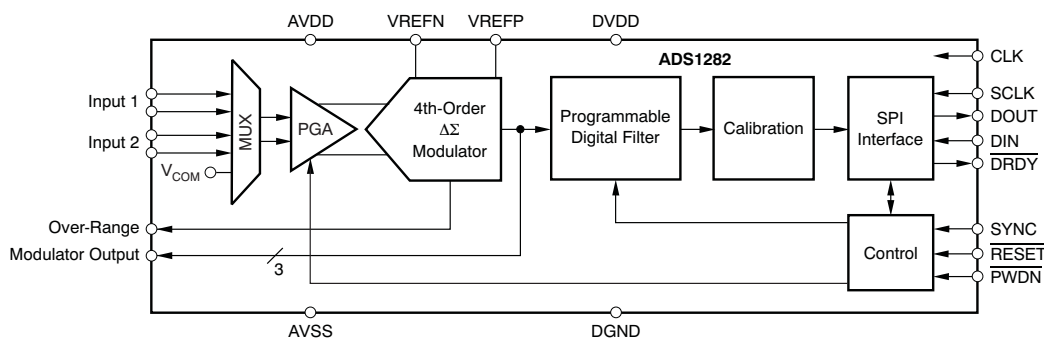 AVDD
VREFN
VREFP
DVDD
ADS1282
CLK
Input 1
Input 2
MUX
V_COM
PGA
4th-Order
ΔΣ
Modulator
Programmable
Digital Filter
Calibration
SPI
Interface
SCLK
DOUT
DIN
DRDY
Over-Range
Modulator Output
3
Control
SYNC
RESET
PWDN
AVSS
DGND